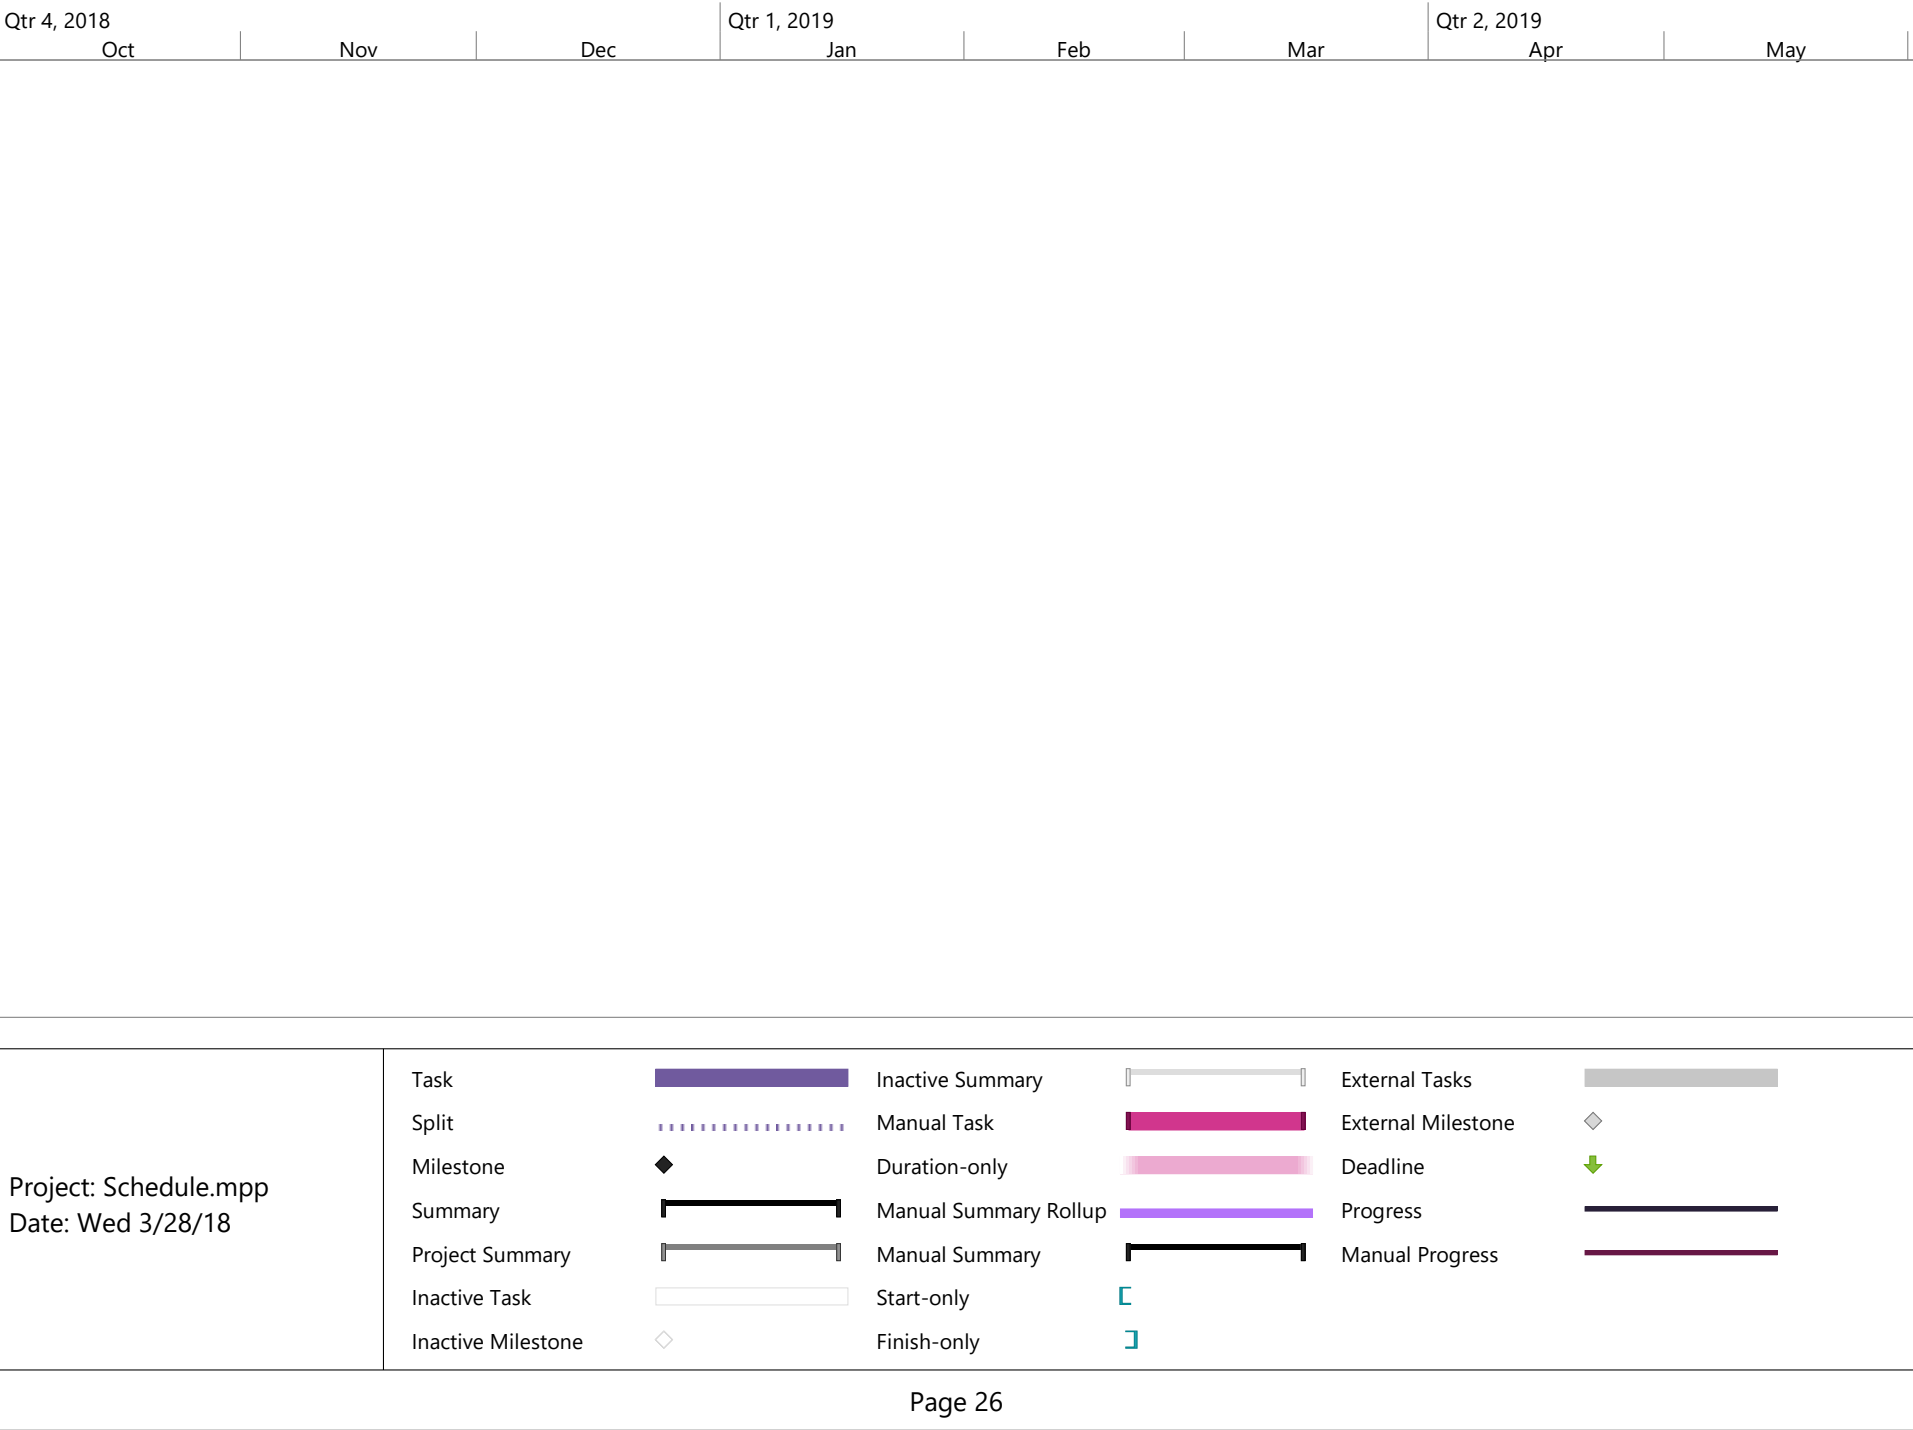 Qtr 4, 2018 Qtr 1, 2019 Qtr 2, 2019
Oct Nov Dec Jan Feb Mar Apr May
Project: Schedule.mpp
Date: Wed 3/28/18
Task
Split
Milestone
Summary
Project Summary
Inactive Task
Inactive Milestone
Inactive Summary
Manual Task
Duration-only
Manual Summary Rollup
Manual Summary
Start-only
Finish-only
External Tasks
External Milestone
Deadline
Progress
Manual Progress
Page 26